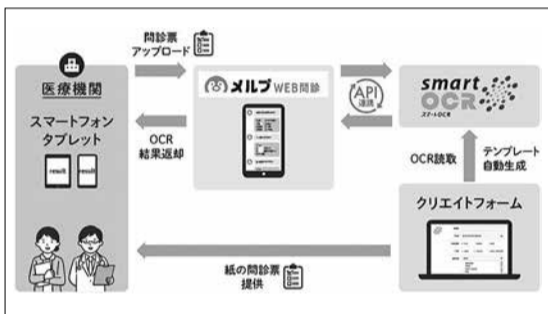 問診票
アップロード
医療機関
スマートフォン
タブレット
result
result
メルプ WEB問診
API
連携
smart
OCR
スマートOCR
OCR
結果返却
OCR読取
テンプレート
自動生成
クリエイトフォーム
紙の問診票
提供